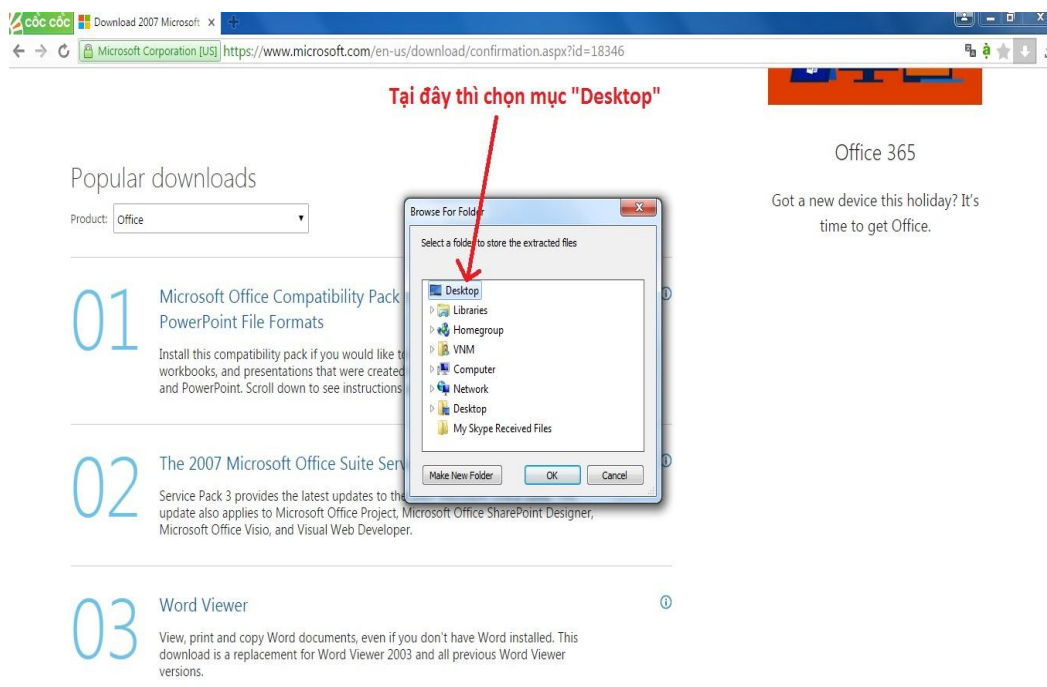 cốc cốc
Download 2007 Microsoft
Microsoft Corporation [US] https://www.microsoft.com/en-us/download/confirmation.aspx?id=18346
Tại đây thì chọn mục "Desktop"
Popular downloads
Product: Office
01
Microsoft Office Compatibility Pack
PowerPoint File Formats
Install this compatibility pack if you would like
workbooks, and presentations that were created
and PowerPoint. Scroll down to see instructions
02
The 2007 Microsoft Office Suite
Service Pack 3 provides the latest updates to the
update also applies to Microsoft Office Project, Microsoft Office SharePoint Designer,
Microsoft Office Visio, and Visual Web Developer.
03
Word Viewer
View, print and copy Word documents, even if you don't have Word installed. This
download is a replacement for Word Viewer 2003 and all previous Word Viewer
versions.
Browse For Folder
Select a folder to store the extracted files
Desktop
Libraries
Homegroup
VNM
Computer
Network
Desktop
My Skype Received Files
Make New Folder
OK
Cancel
Office 365
Got a new device this holiday? It's
time to get Office.